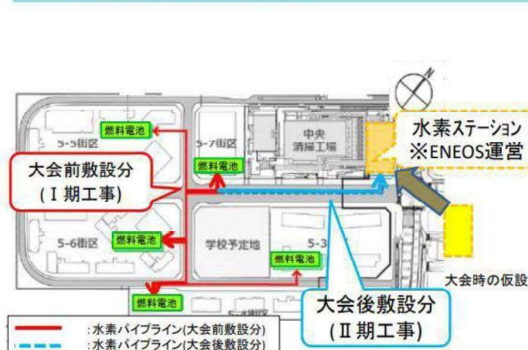 N
5-5街区
燃料電池
5-7街区
燃料電池
中央
清掃工場
水素ステーション
※ENEOS運営
大会前敷設分
(Ⅰ期工事)
5-6街区
燃料電池
学校予定地
5-3
燃料電池
大会時の仮設
燃料電池
大会後敷設分
(Ⅱ期工事)
:水素パイプライン(大会前敷設分)
:水素パイプライン(大会後敷設分)